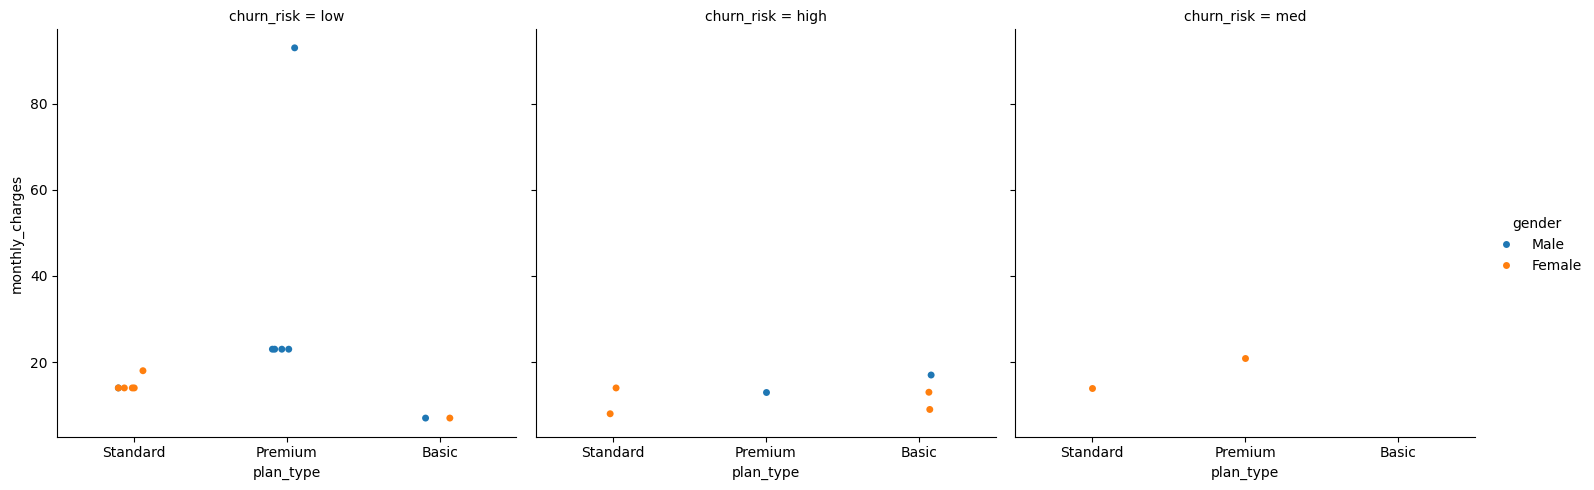 churn_risk = low
churn_risk = high
churn_risk = med
monthly_charges
80
60
40
20
Standard
Premium
Basic
plan_type
Standard
Premium
Basic
plan_type
Standard
Premium
Basic
plan_type
gender
Male
Female